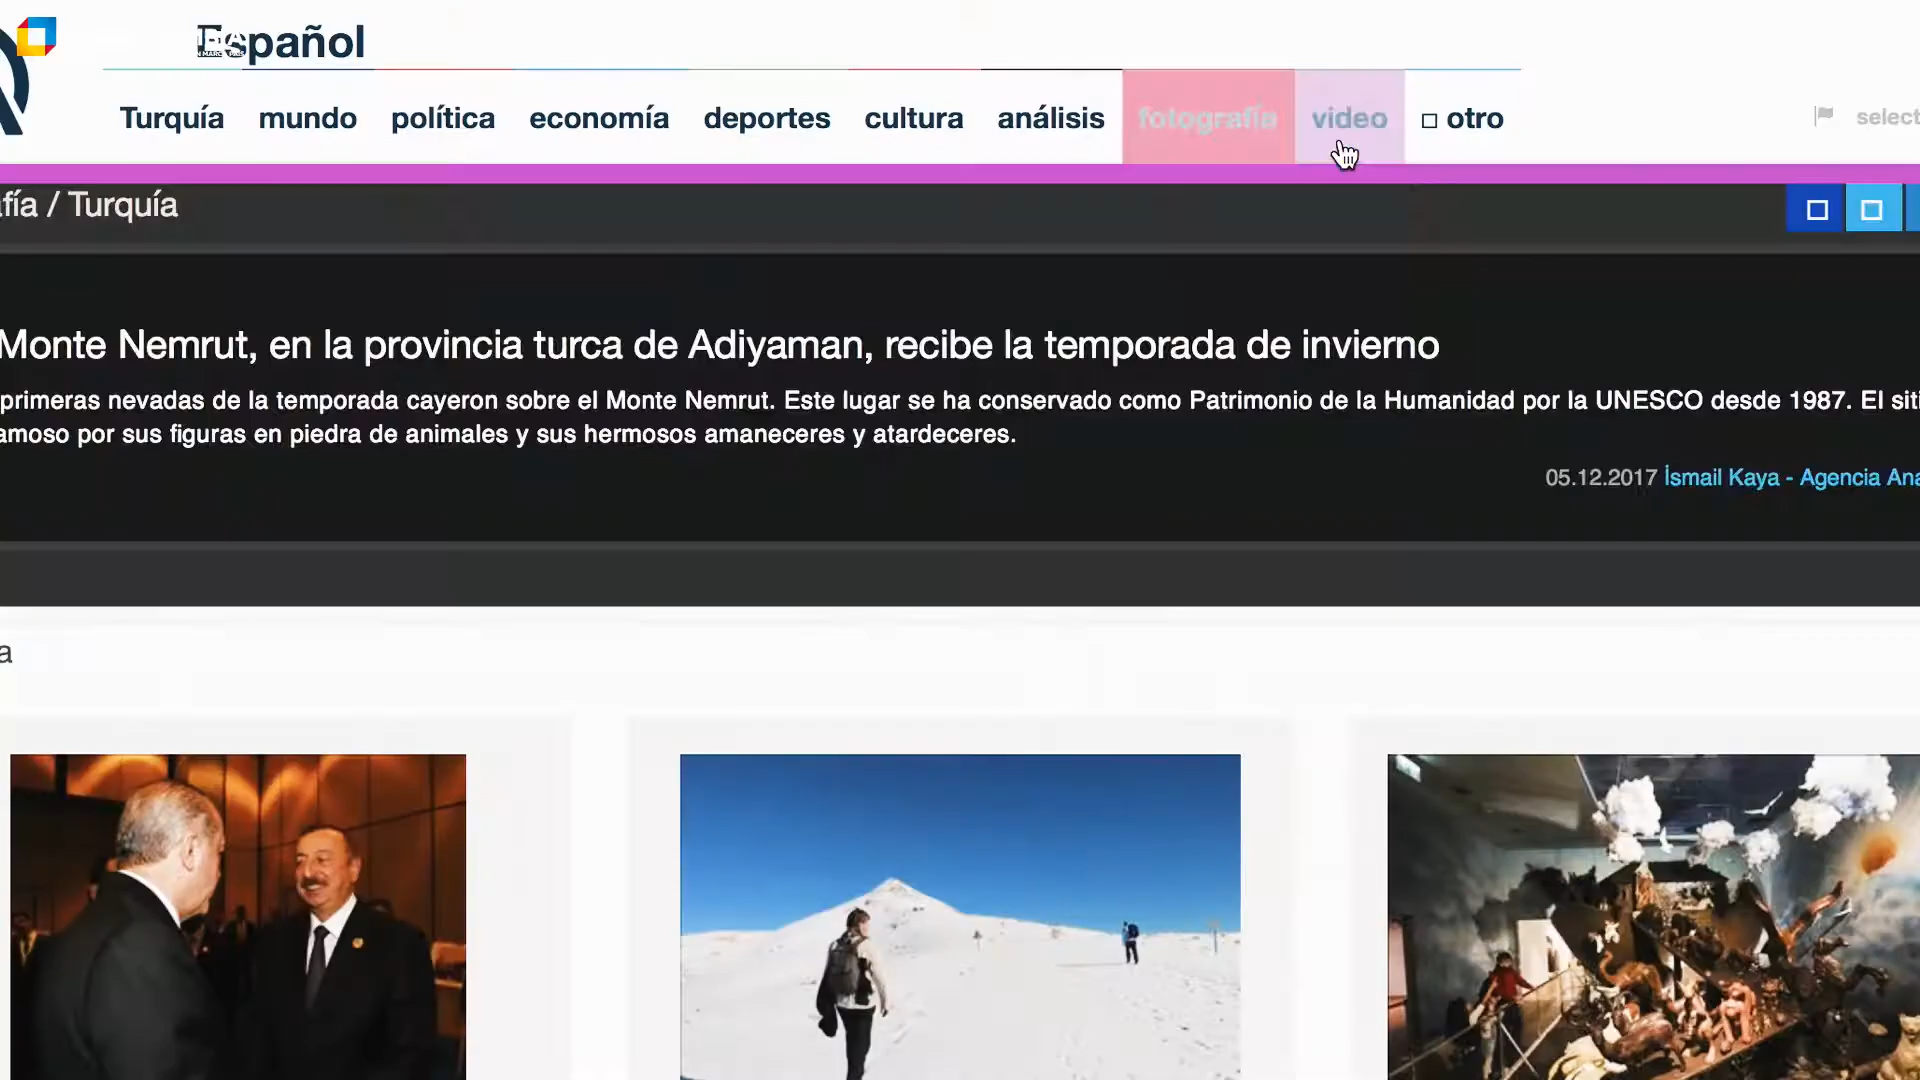 Español
Turquía mundo política economía deportes cultura análisis fotografía video otro
select
fía / Turquía
Monte Nemrut, en la provincia turca de Adiyaman, recibe la temporada de invierno
primeras nevadas de la temporada cayeron sobre el Monte Nemrut. Este lugar se ha conservado como Patrimonio de la Humanidad por la UNESCO desde 1987. El siti
amoso por sus figuras en piedra de animales y sus hermosos amaneceres y atardeceres.
05.12.2017 İsmail Kaya - Agencia Ana
a